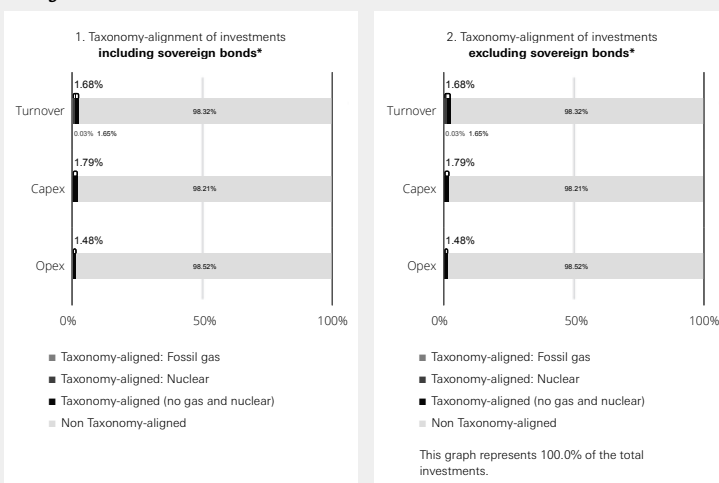 1. Taxonomy-alignment of investments
including sovereign bonds*
1.68%
Turnover
98.32%
0.03% 1.65%
1.79%
Capex
98.21%
1.48%
Opex
98.52%
0%
50%
100%
Taxonomy-aligned: Fossil gas
Taxonomy-aligned: Nuclear
Taxonomy-aligned (no gas and nuclear)
Non Taxonomy-aligned
2. Taxonomy-alignment of investments
excluding sovereign bonds*
1.68%
Turnover
98.32%
0.03% 1.65%
1.79%
Capex
98.21%
1.48%
Opex
98.52%
0%
50%
100%
Taxonomy-aligned: Fossil gas
Taxonomy-aligned: Nuclear
Taxonomy-aligned (no gas and nuclear)
Non Taxonomy-aligned
This graph represents 100.0% of the total
investments.